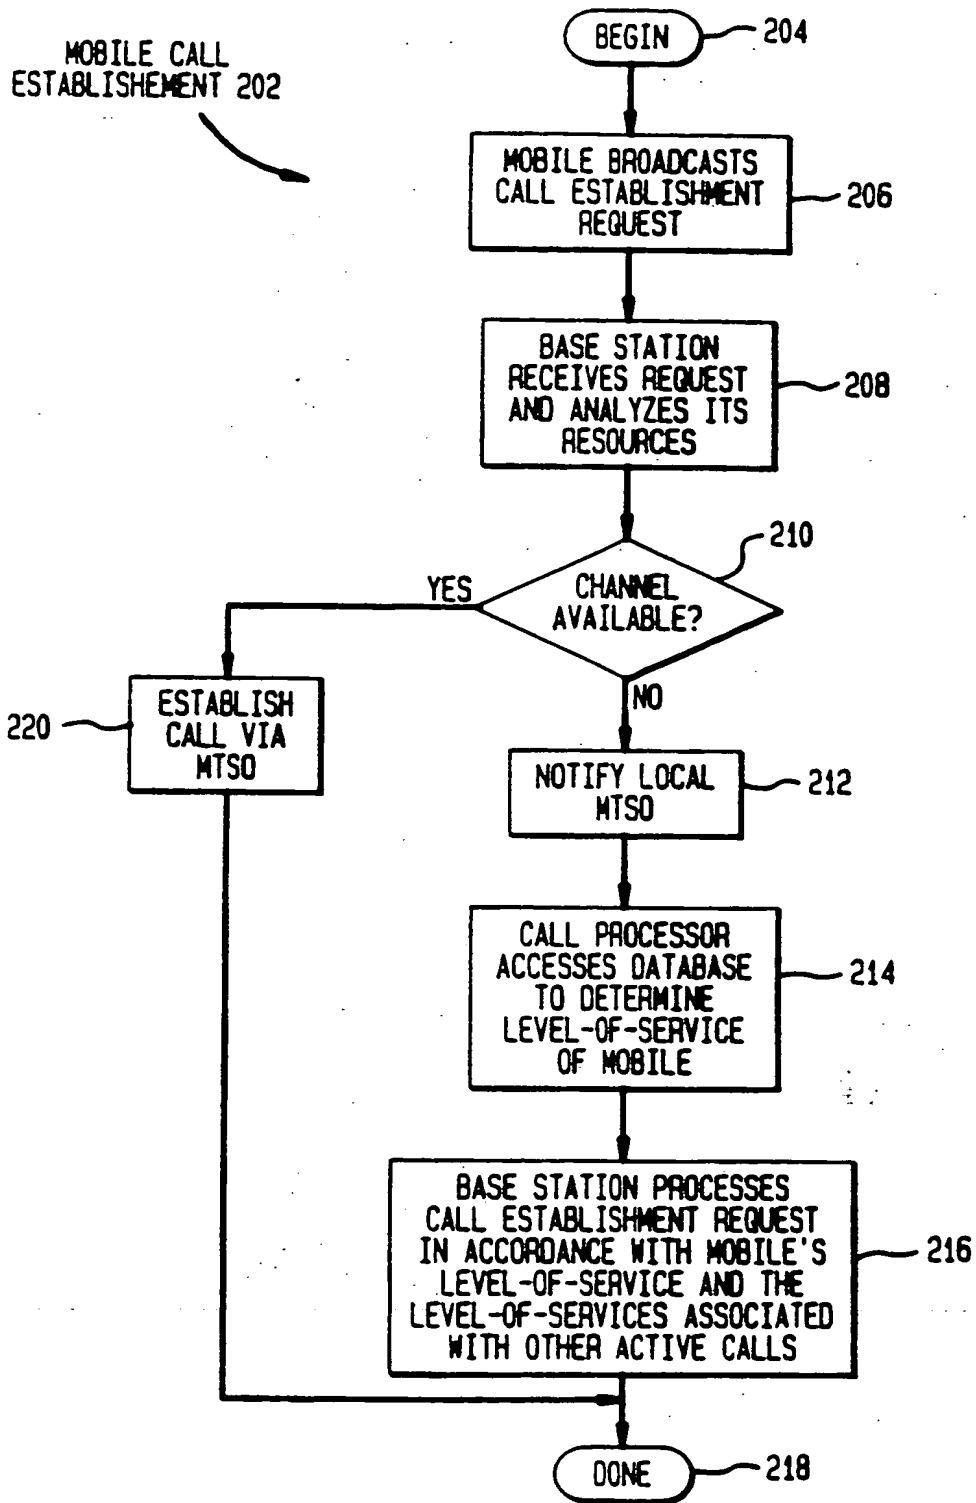 BEGIN
204
MOBILE CALL
ESTABLISHEMENT 202
MOBILE BROADCASTS
CALL ESTABLISHMENT
REQUEST
206
BASE STATION
RECEIVES REQUEST
AND ANALYZES ITS
RESOURCES
208
210
CHANNEL
AVAILABLE?
YES
NO
220
ESTABLISH
CALL VIA
MTSO
NOTIFY LOCAL
MTSO
212
CALL PROCESSOR
ACCESSES DATABASE
TO DETERMINE
LEVEL-OF-SERVICE
OF MOBILE
214
BASE STATION PROCESSES
CALL ESTABLISHMENT REQUEST
IN ACCORDANCE WITH MOBILE'S
LEVEL-OF-SERVICE AND THE
LEVEL-OF-SERVICES ASSOCIATED
WITH OTHER ACTIVE CALLS
216
DONE
218